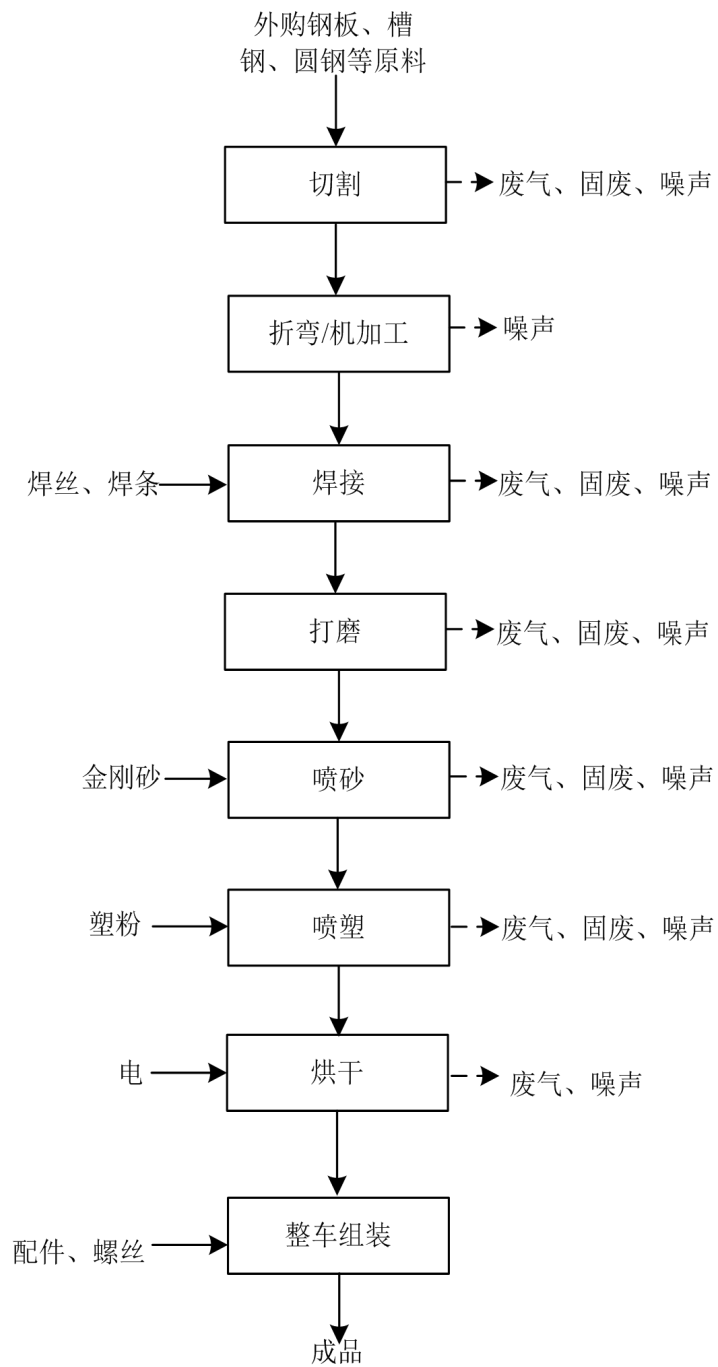 外购钢板、槽
钢、圆钢等原料
切割
废气、固废、噪声
折弯/机加工
噪声
焊丝、焊条
焊接
废气、固废、噪声
打磨
废气、固废、噪声
金刚砂
喷砂
废气、固废、噪声
塑粉
喷塑
废气、固废、噪声
电
烘干
废气、噪声
配件、螺丝
整车组装
成品